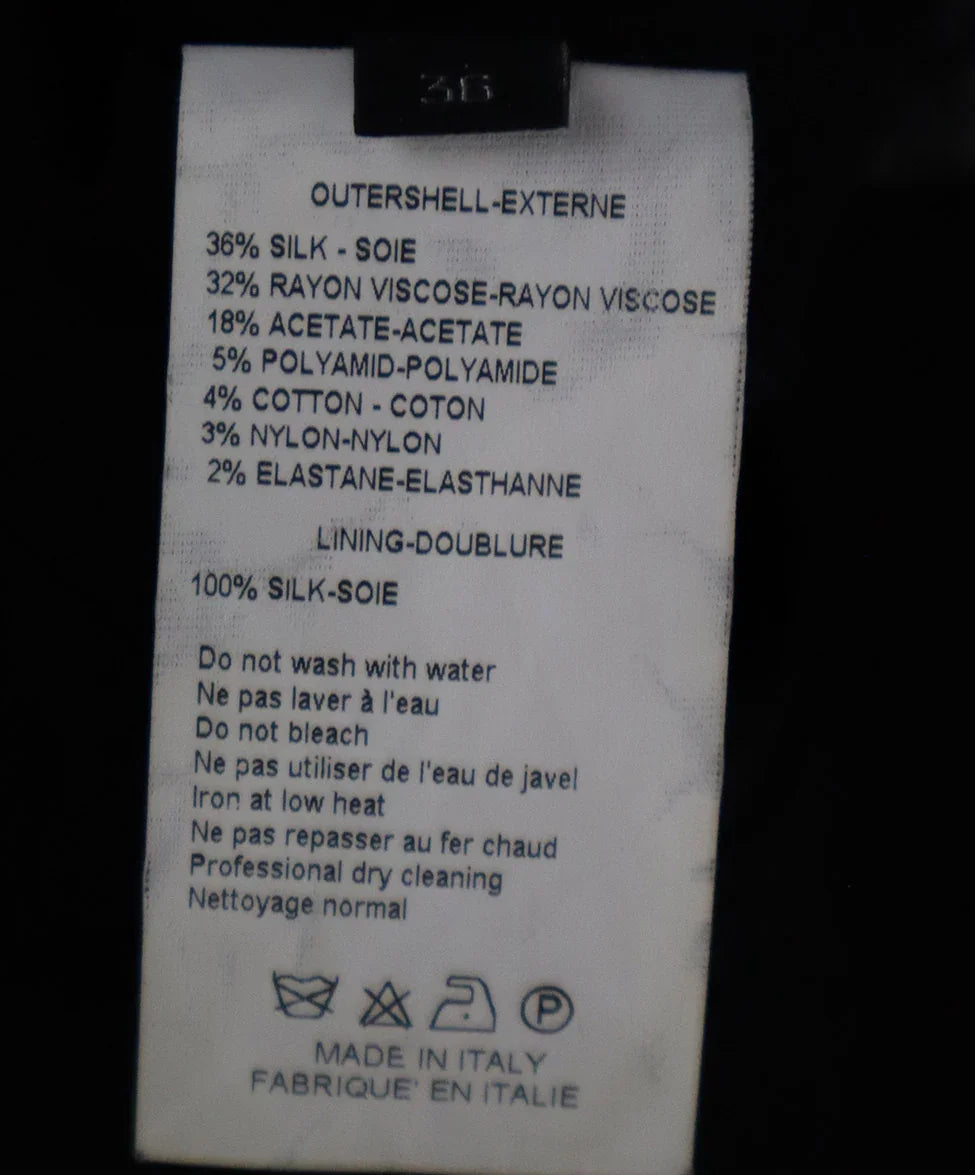 36
OUTERSHELL-EXTERNE
36% SILK - SOIE
32% RAYON VISCOSE-RAYON VISCOSE
18% ACETATE-ACETATE
5% POLYAMID-POLYAMIDE
4% COTTON - COTON
3% NYLON-NYLON
2% ELASTANE-ELASTHANNE
LINING-DOUBLURE
100% SILK-SOIE
Do not wash with water
Ne pas laver à l'eau
Do not bleach
Ne pas utiliser de l'eau de javel
Iron at low heat
Ne pas repasser au fer chaud
Professional dry cleaning
Nettoyage normal
P
MADE IN ITALY
FABRIQUE' EN ITALIE